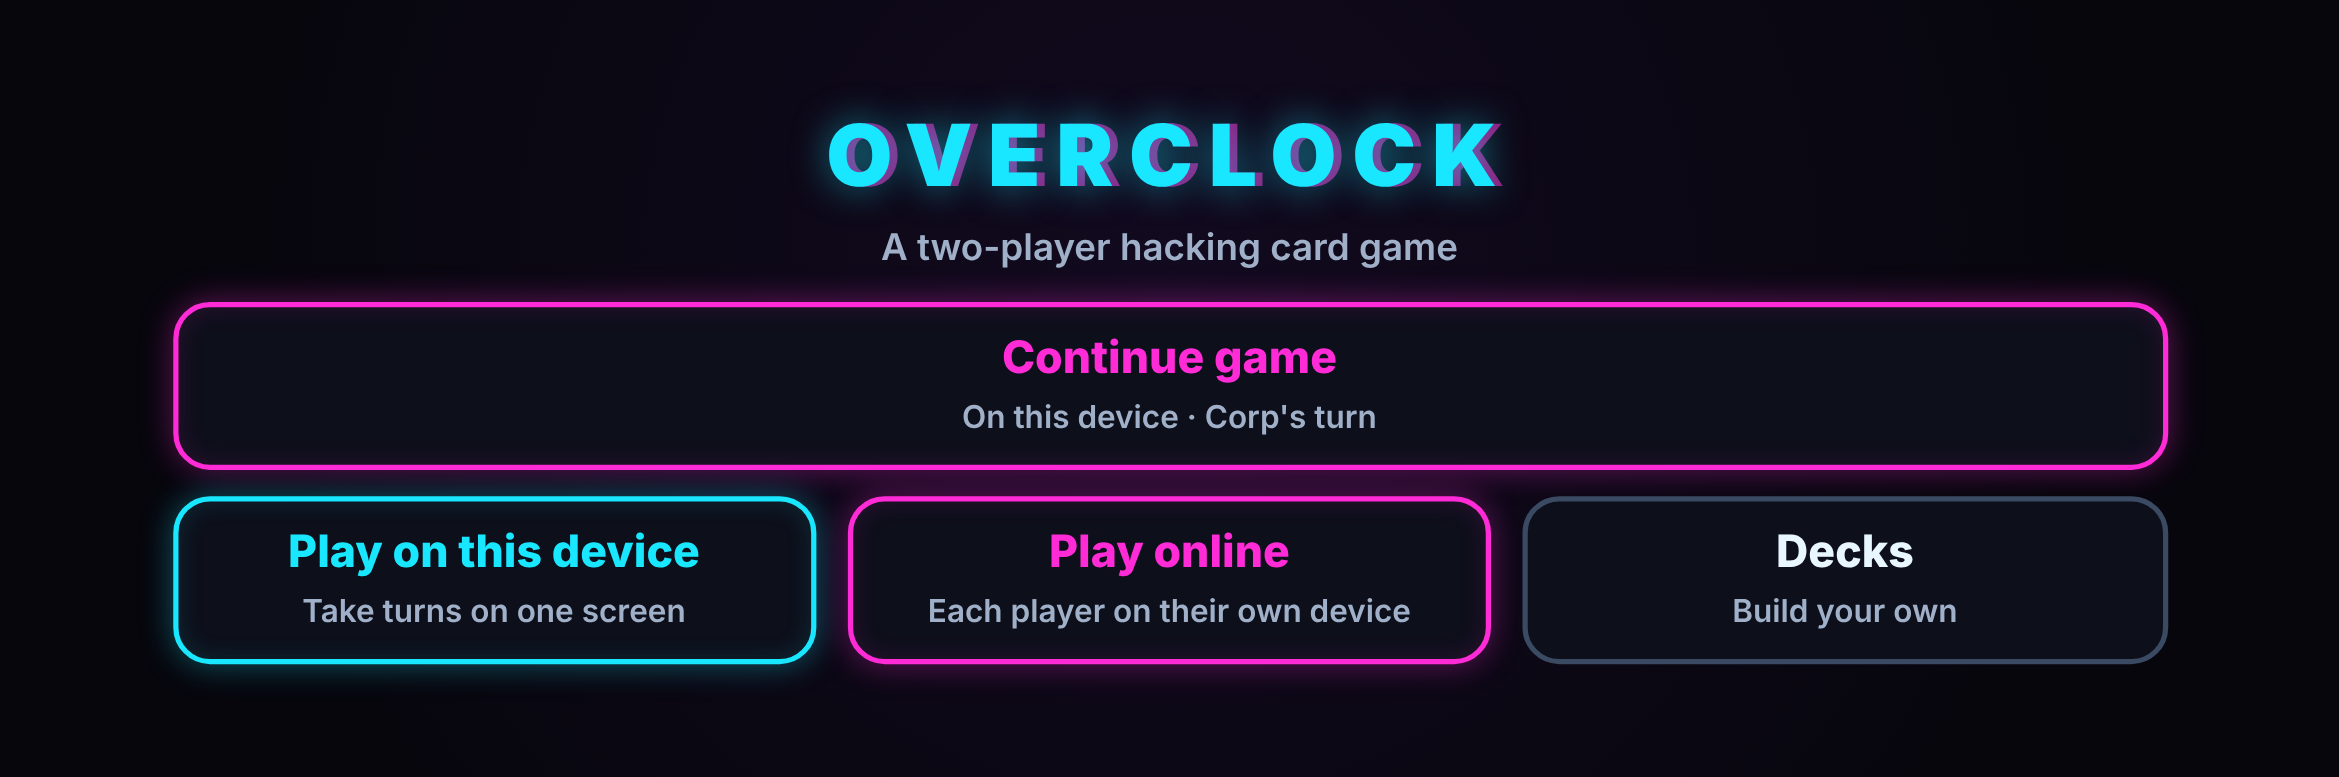 OVERCLOCK
A two-player hacking card game
Continue game
On this device · Corp's turn
Play on this device
Take turns on one screen
Play online
Each player on their own device
Decks
Build your own